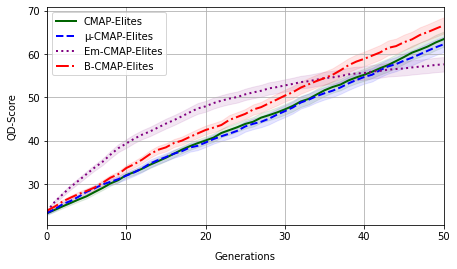 CMAP-Elites
μ-CMAP-Elites
Em-CMAP-Elites
B-CMAP-Elites
QD-Score
70
60
50
40
30
0
10
20
30
40
50
Generations